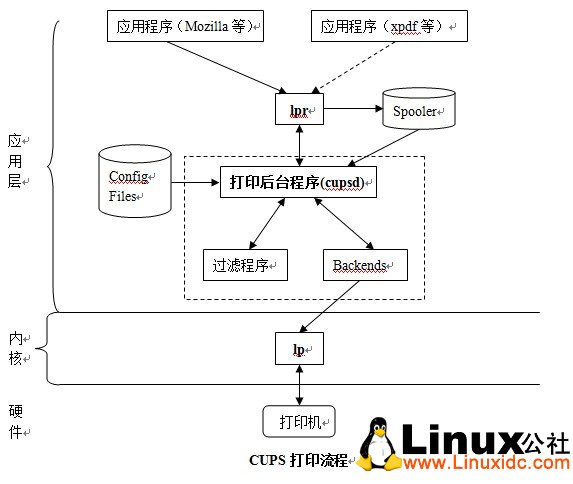 应用程序（Mozilla 等）
应用程序（xpdf 等）
lpr
Spooler
应
用
层
Config
Files
打印后台程序(cupsd)
过滤程序
Backends
内
核
lp
硬
件
打印机
CUPS 打印流程
Linux公社
www.Linuxidc.com